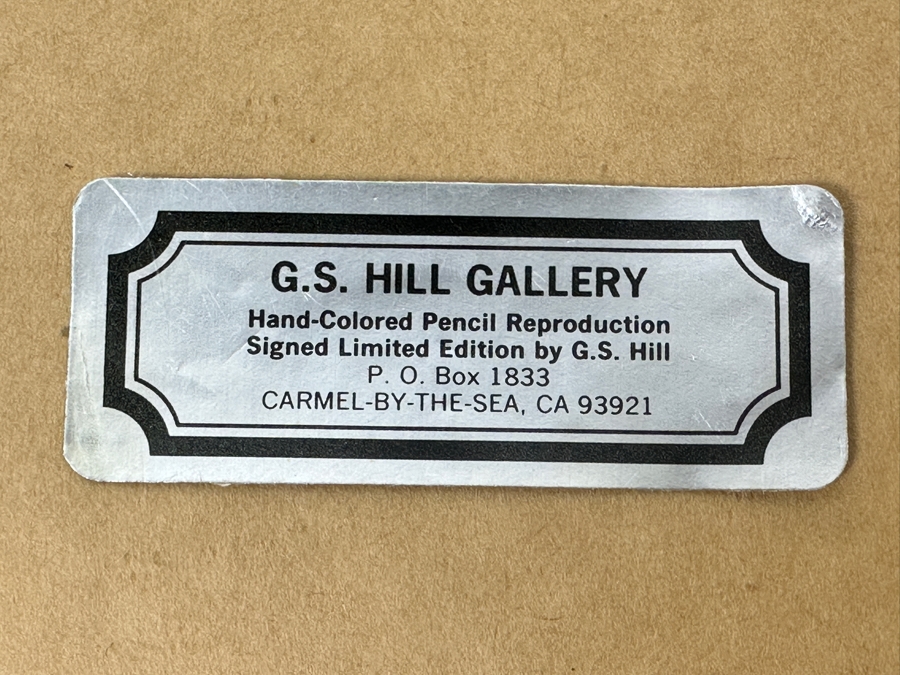 G.S. HILL GALLERY
Hand-Colored Pencil Reproduction
Signed Limited Edition by G.S. Hill
P. O. Box 1833
CARMEL-BY-THE-SEA, CA 93921